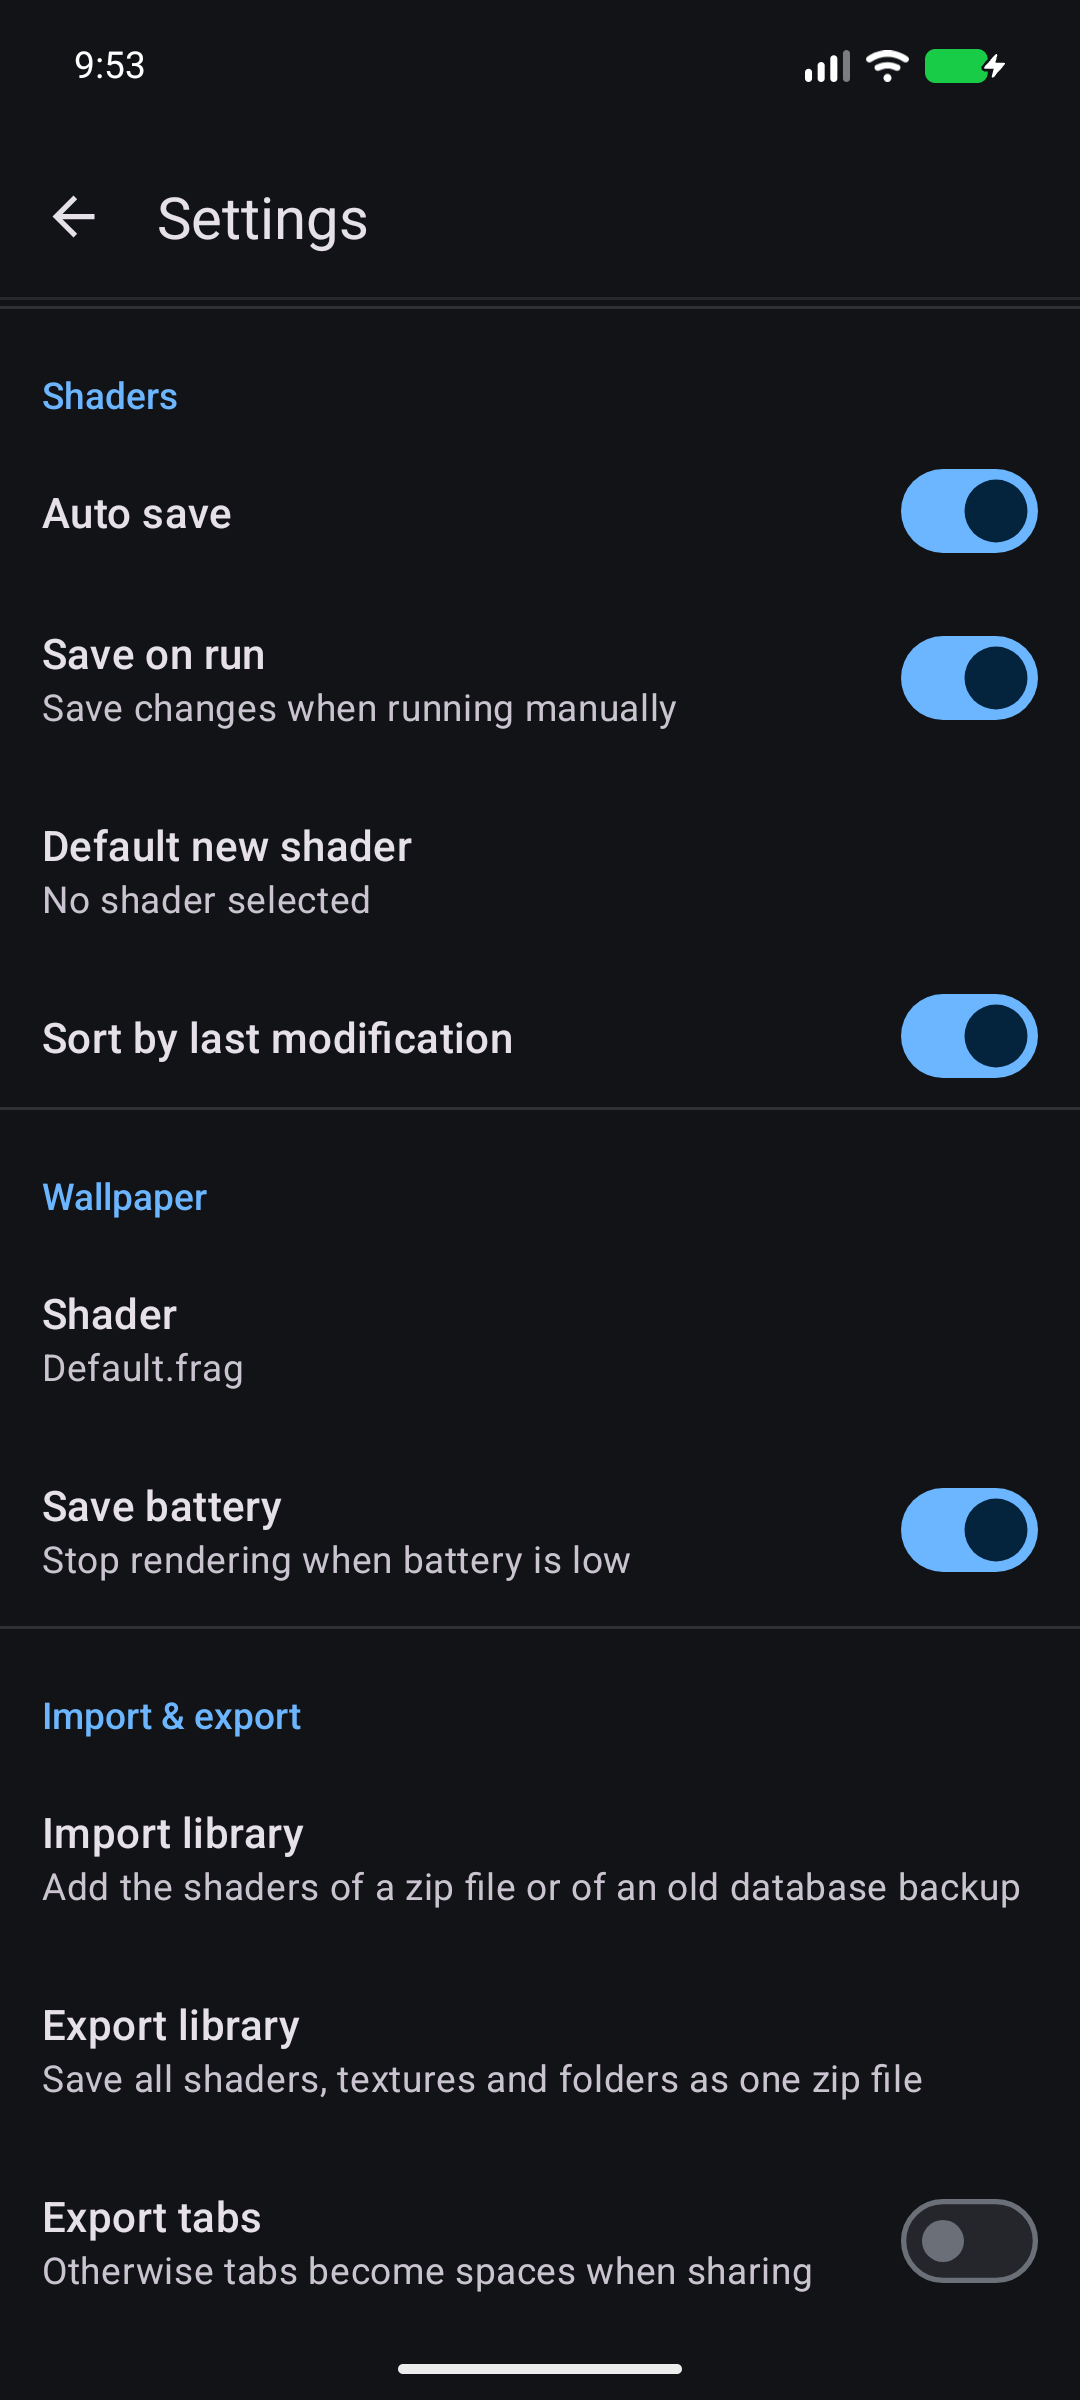 9:53
Settings
Shaders
Auto save
Save on run
Save changes when running manually
Default new shader
No shader selected
Sort by last modification
Wallpaper
Shader
Default.frag
Save battery
Stop rendering when battery is low
Import & export
Import library
Add the shaders of a zip file or of an old database backup
Export library
Save all shaders, textures and folders as one zip file
Export tabs
Otherwise tabs become spaces when sharing